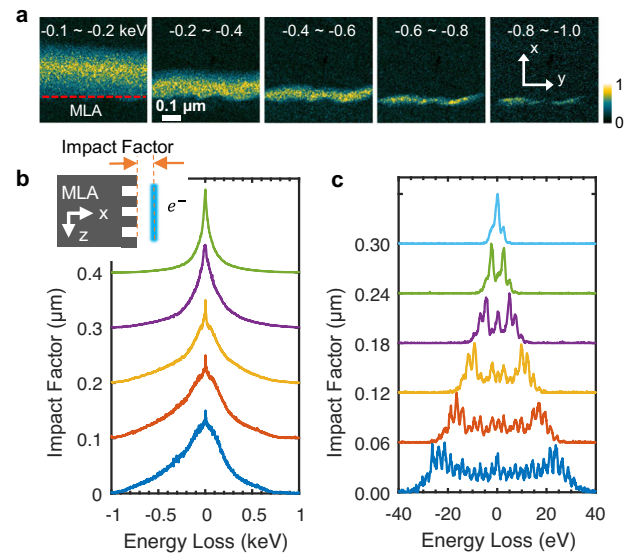 a
-0.1 ~ -0.2 keV
-0.2 ~ -0.4
-0.4 ~ -0.6
-0.6 ~ -0.8
-0.8 ~ -1.0
MLA
0.1 µm
x
y
1
0
Impact Factor
b
MLA
x
z
e⁻
Impact Factor (µm)
0.4
0.3
0.2
0.1
0
-1
-0.5
0
0.5
1
Energy Loss (keV)
c
Impact Factor (µm)
0.30
0.24
0.18
0.12
0.06
0.00
-40
-20
0
20
40
Energy Loss (eV)